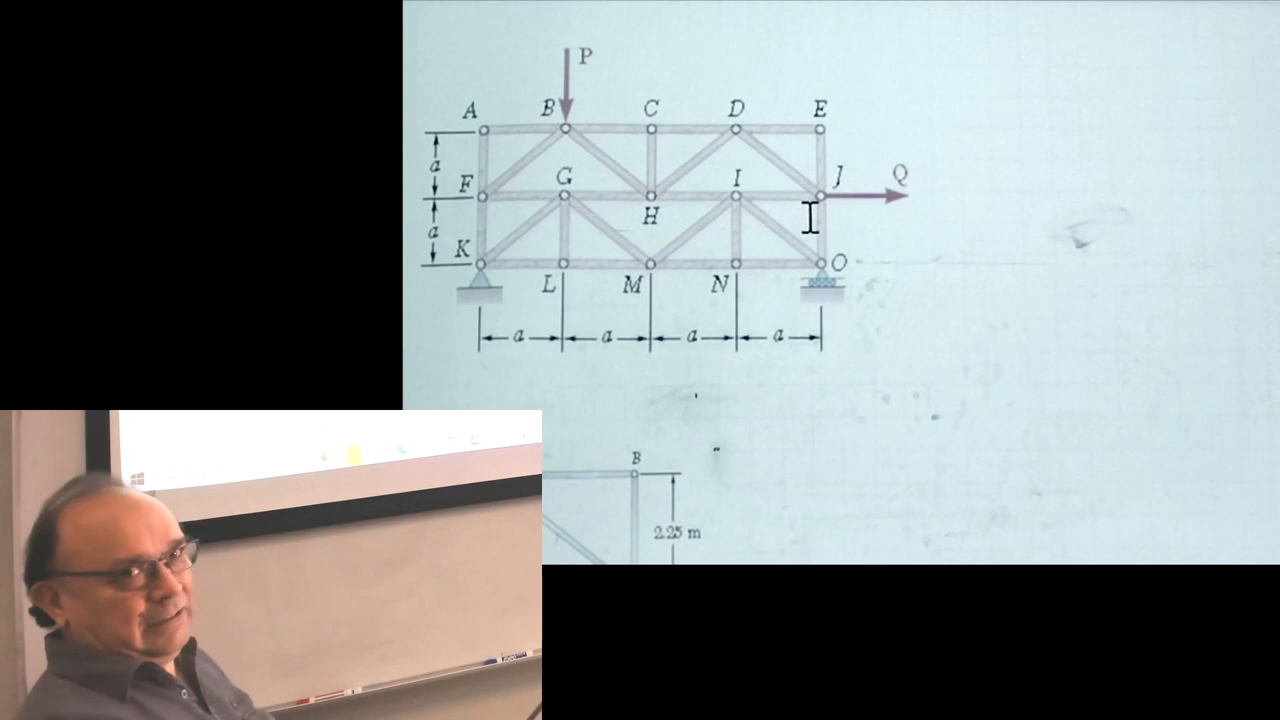 P
A B C D E
a
F G H I J Q
a
K L M N O
a a a a
B
2.25 m